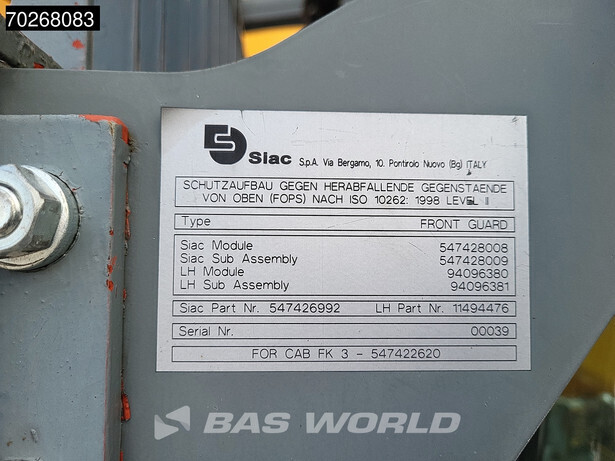 70268083
Siac S.p.A. Via Bergamo, 10. Pontirolo Nuovo (Bg) ITALY
SCHUTZAUFBAU GEGEN HERABFALLENDE GEGENSTAENDE
VON OBEN (FOPS) NACH ISO 10262: 1998 LEVEL II
Type FRONT GUARD
Siac Module 547428008
Siac Sub Assembly 547428009
LH Module 94096380
LH Sub Assembly 94096381
Siac Part Nr. 547426992 LH Part Nr. 11494476
Serial Nr. 00039
FOR CAB FK 3 - 547422620
BAS WORLD